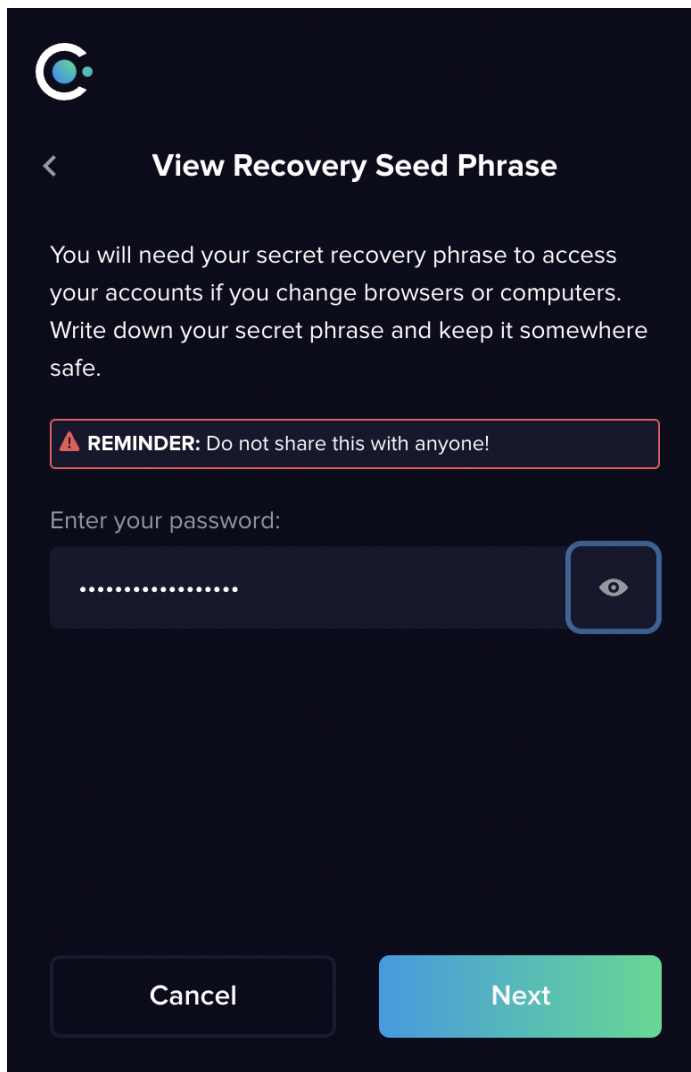 View Recovery Seed Phrase
You will need your secret recovery phrase to access
your accounts if you change browsers or computers.
Write down your secret phrase and keep it somewhere
safe.
REMINDER: Do not share this with anyone!
Enter your password:
••••••••••••••••••
Cancel
Next